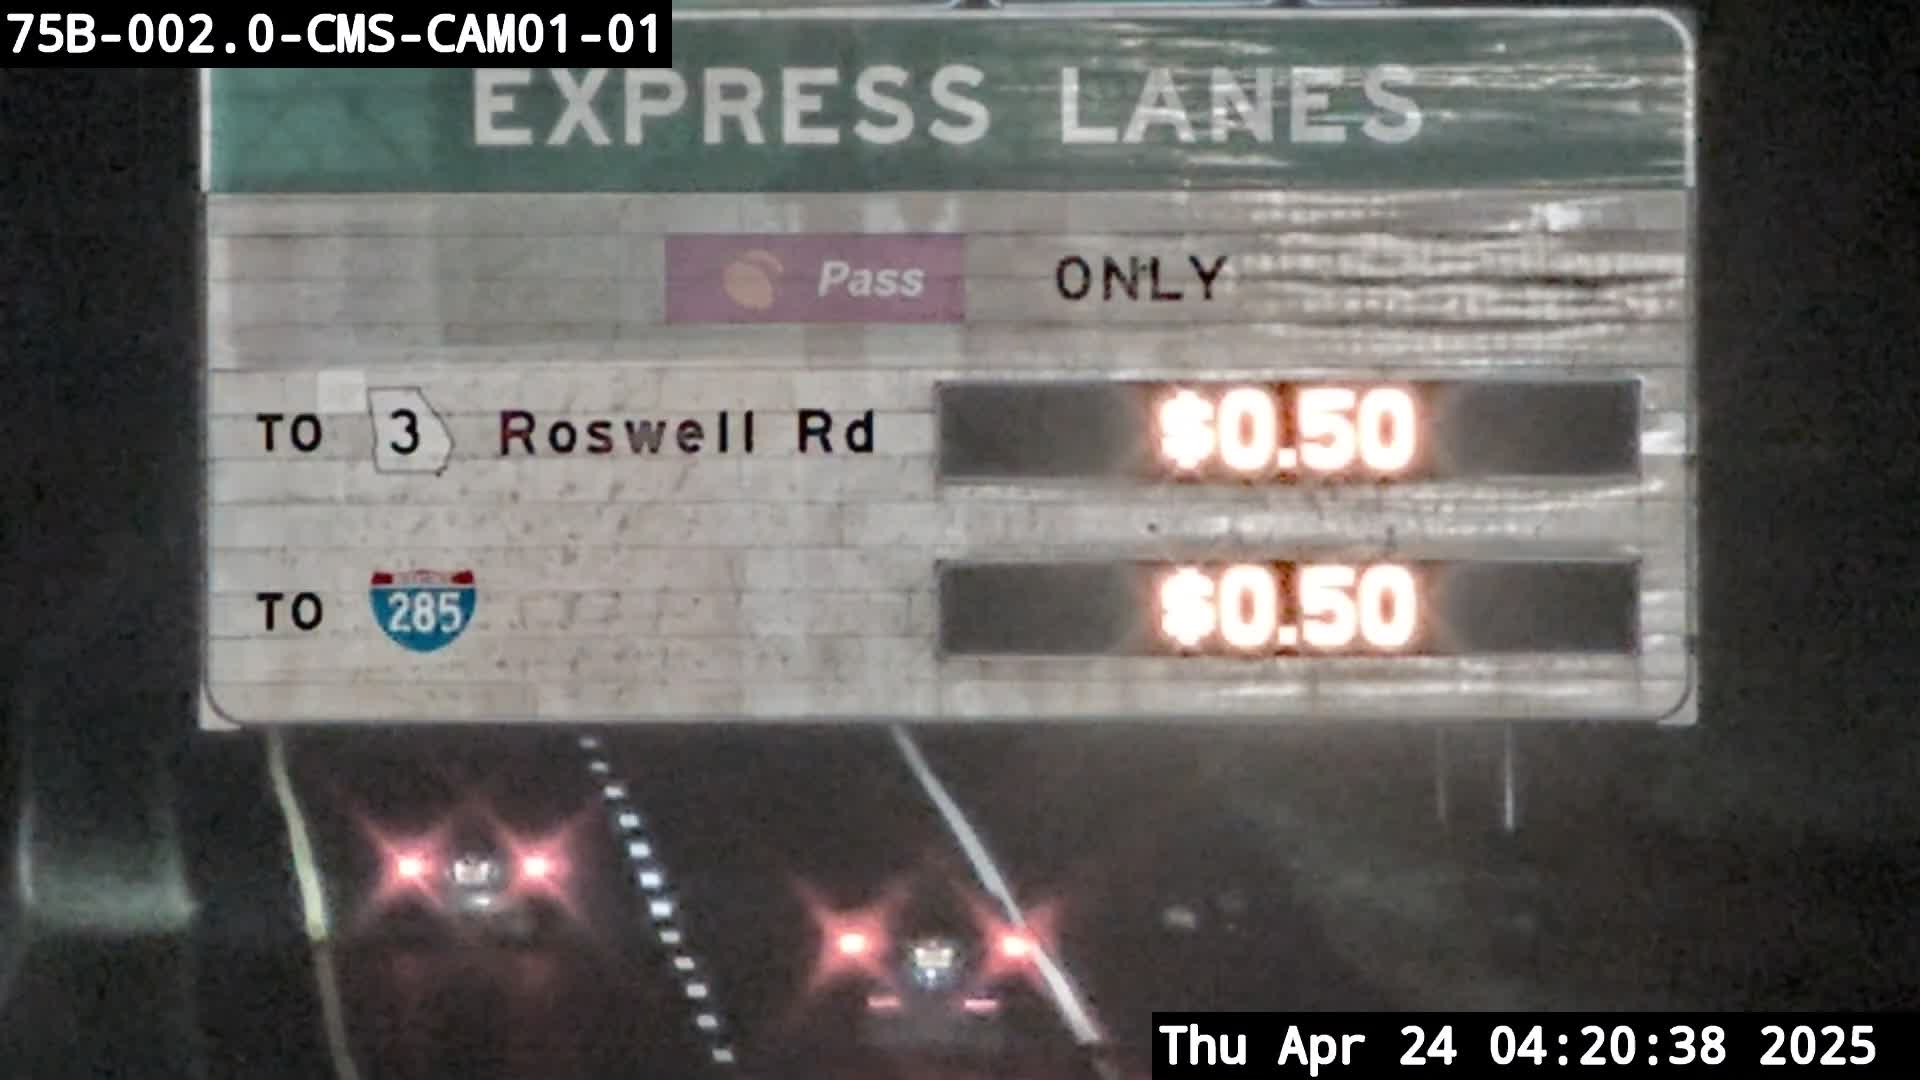 75B-002.0-CMS-CAM01-01
EXPRESS LANES
Pass ONLY
TO 3 Roswell Rd $0.50
TO 285 $0.50
Thu Apr 24 04:20:38 2025